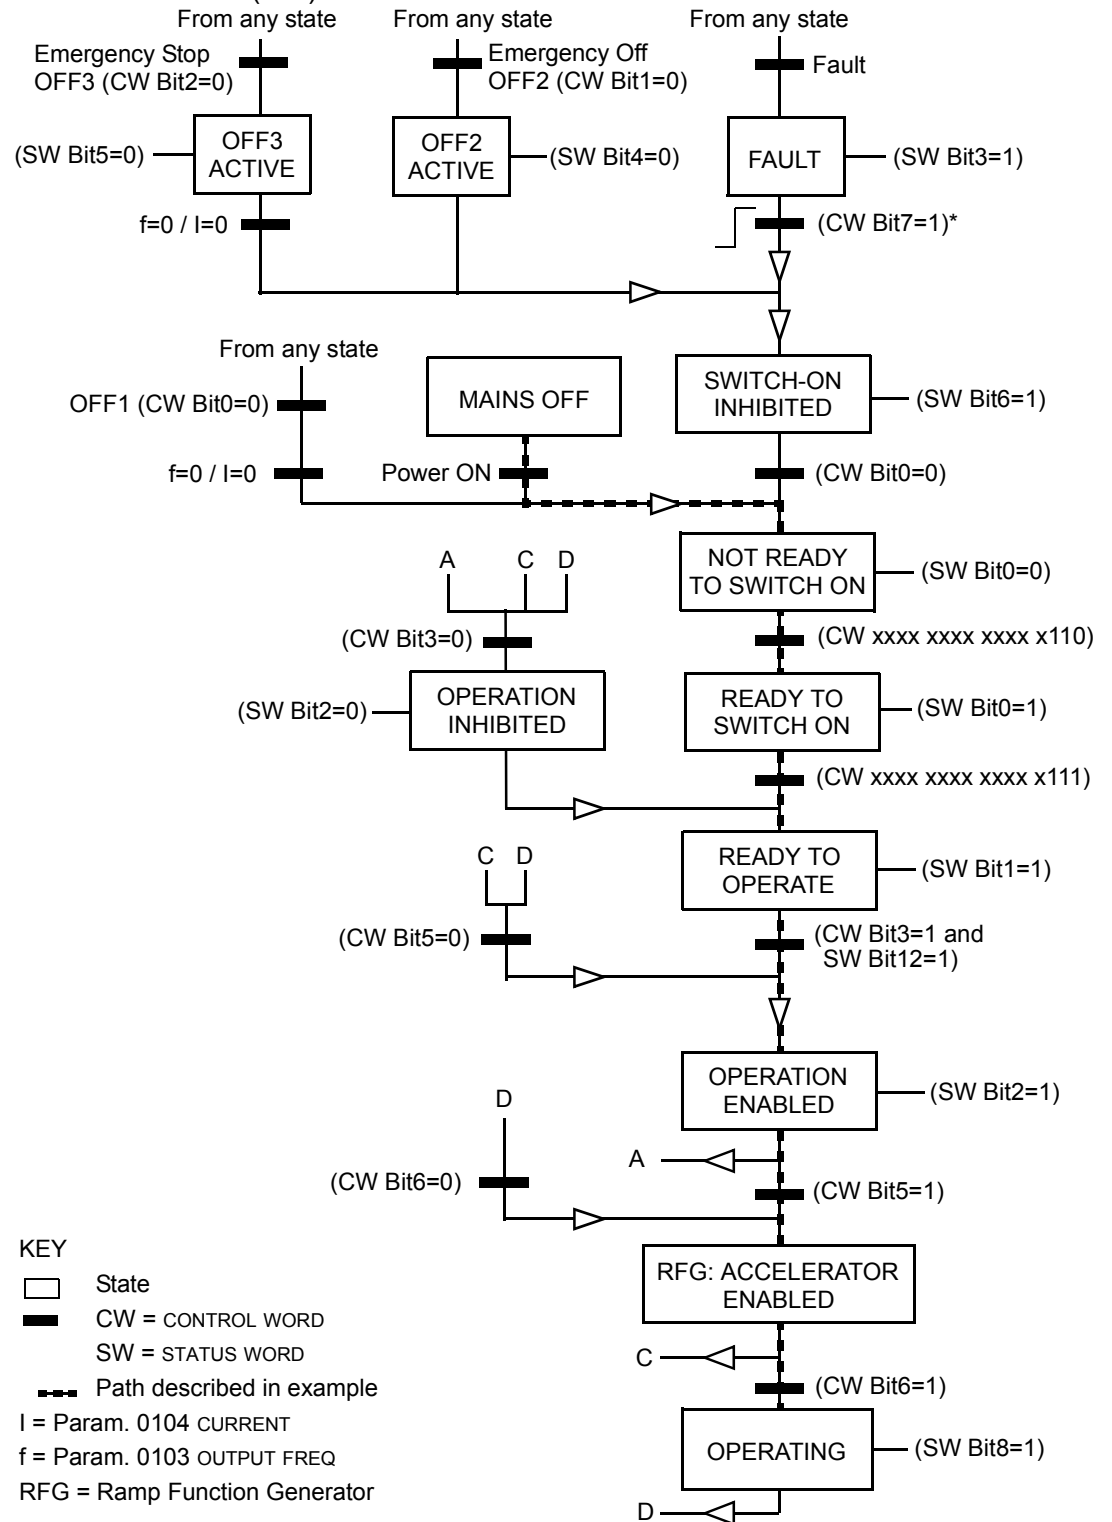 From any state
From any state
From any state
Emergency Stop
OFF3 (CW Bit2=0)
Emergency Off
OFF2 (CW Bit1=0)
Fault
(SW Bit5=0)
OFF3
ACTIVE
OFF2
ACTIVE
(SW Bit4=0)
FAULT
(SW Bit3=1)
f=0 / I=0
(CW Bit7=1)*
From any state
OFF1 (CW Bit0=0)
MAINS OFF
SWITCH-ON
INHIBITED
(SW Bit6=1)
f=0 / I=0
Power ON
(CW Bit0=0)
A
C
D
NOT READY
TO SWITCH ON
(SW Bit0=0)
(CW Bit3=0)
(CW xxxx xxxx xxxx x110)
(SW Bit2=0)
OPERATION
INHIBITED
READY TO
SWITCH ON
(SW Bit0=1)
(CW xxxx xxxx xxxx x111)
C
D
READY TO
OPERATE
(SW Bit1=1)
(CW Bit5=0)
(CW Bit3=1 and
SW Bit12=1)
OPERATION
ENABLED
(SW Bit2=1)
D
A
(CW Bit6=0)
(CW Bit5=1)
RFG: ACCELERATOR
ENABLED
C
(CW Bit6=1)
OPERATING
(SW Bit8=1)
D
KEY
State
CW = CONTROL WORD
SW = STATUS WORD
Path described in example
I = Param. 0104 CURRENT
f = Param. 0103 OUTPUT FREQ
RFG = Ramp Function Generator